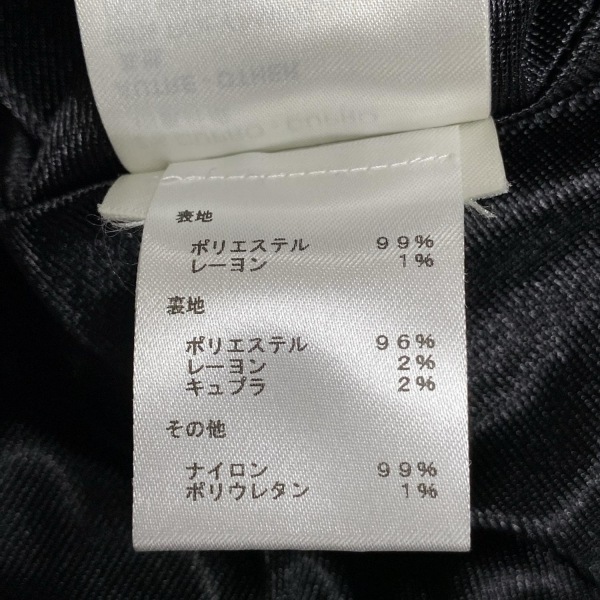 AUTRE - OTHER
表地
ポリエステル 99%
レーヨン 1%
裏地
ポリエステル 96%
レーヨン 2%
キュプラ 2%
その他
ナイロン 99%
ポリウレタン 1%